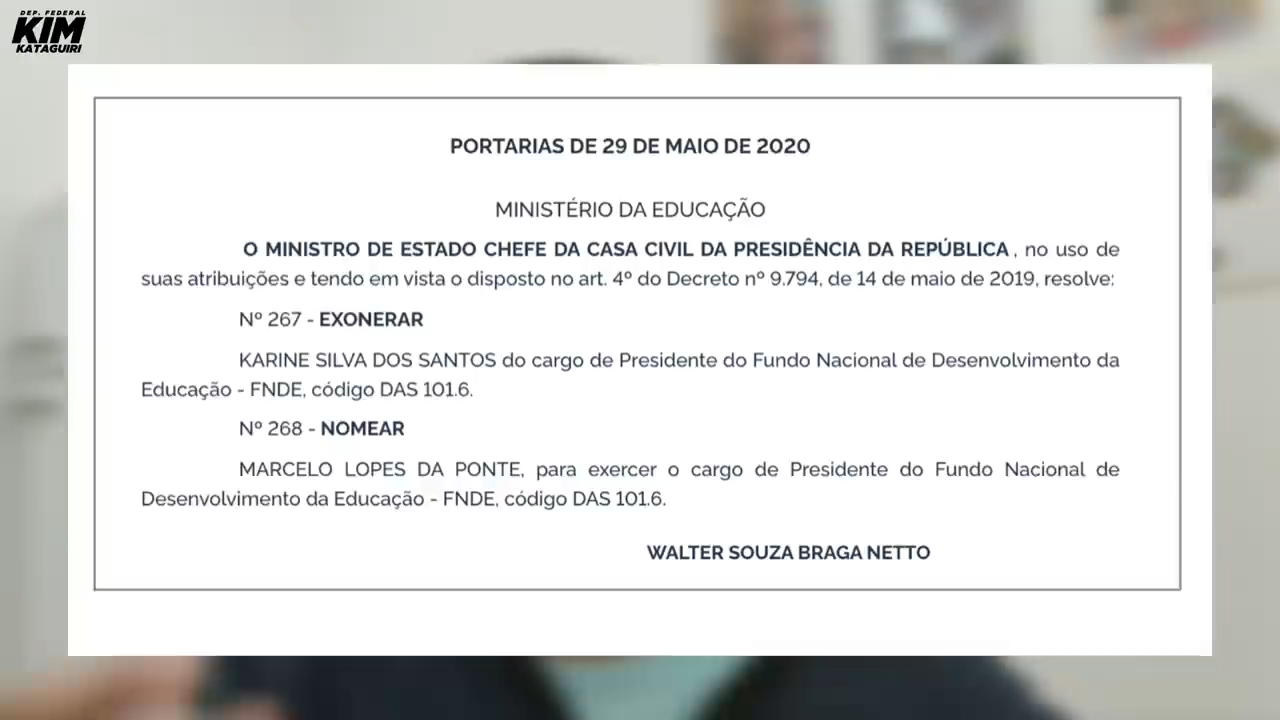 DEP. FEDERAL
KIM
KATAGUIRI
PORTARIAS DE 29 DE MAIO DE 2020
MINISTÉRIO DA EDUCAÇÃO
O MINISTRO DE ESTADO CHEFE DA CASA CIVIL DA PRESIDÊNCIA DA REPÚBLICA , no uso de
suas atribuições e tendo em vista o disposto no art. 4º do Decreto nº 9.794, de 14 de maio de 2019, resolve:
Nº 267 - EXONERAR
KARINE SILVA DOS SANTOS do cargo de Presidente do Fundo Nacional de Desenvolvimento da
Educação - FNDE, código DAS 101.6.
Nº 268 - NOMEAR
MARCELO LOPES DA PONTE, para exercer o cargo de Presidente do Fundo Nacional de
Desenvolvimento da Educação - FNDE, código DAS 101.6.
WALTER SOUZA BRAGA NETTO